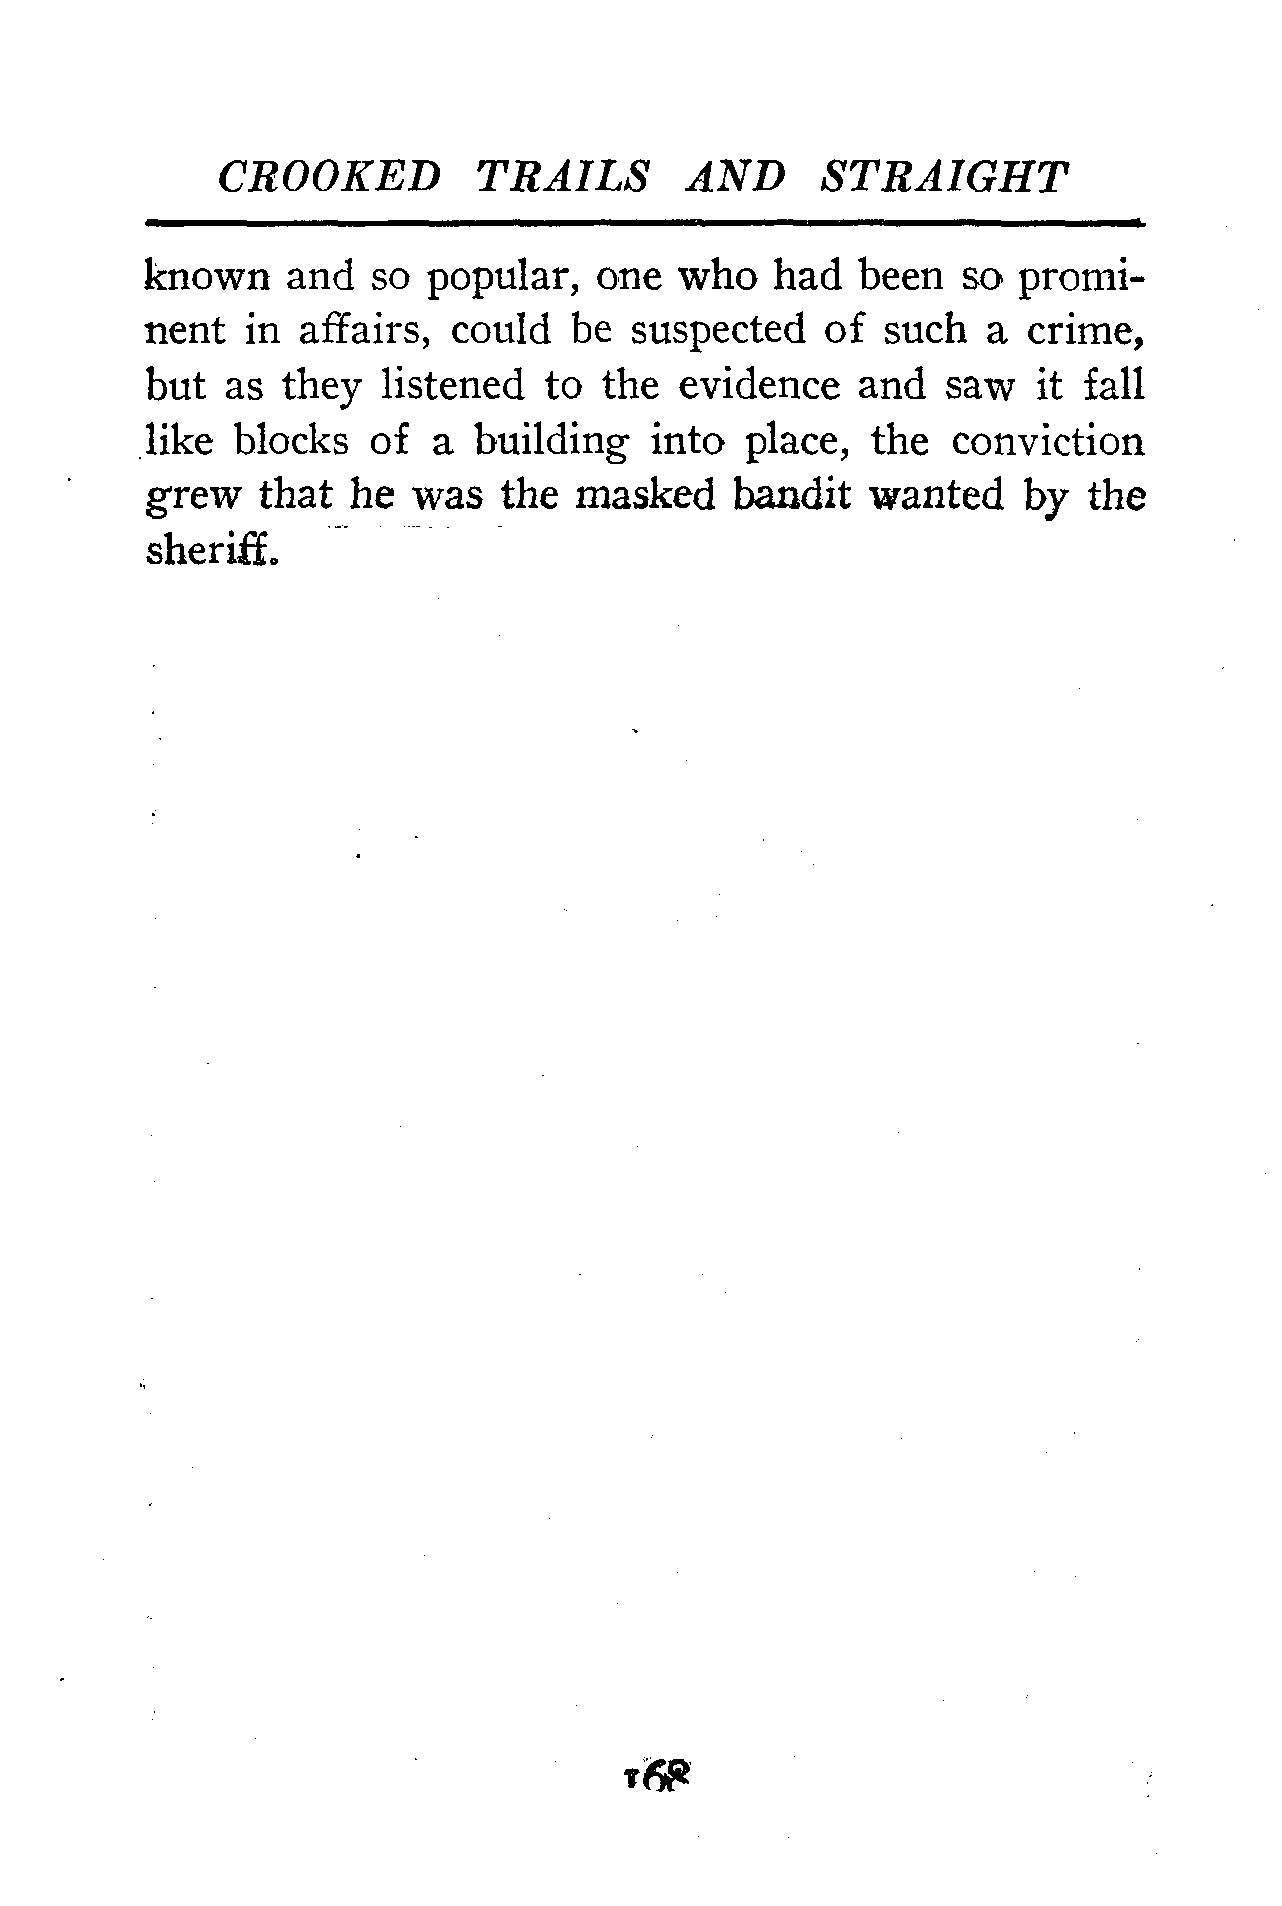 CROOKED TRAILS AND STRAIGHT
known and so popular, one who had been so promi-
nent in affairs, could be suspected of such a crime,
but as they listened to the evidence and saw it fall
like blocks of a building into place, the conviction
grew that he was the masked bandit wanted by the
sheriff.
168